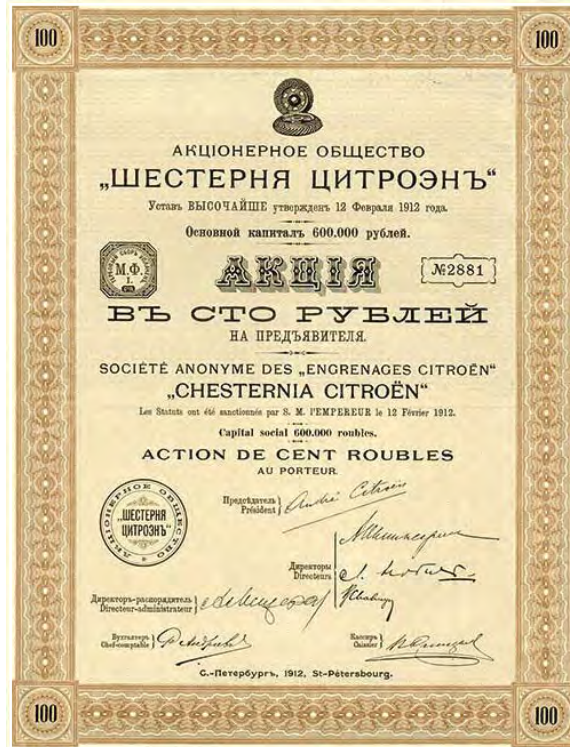 100 100
АКЦІОНЕРНОЕ ОБЩЕСТВО
„ШЕСТЕРНЯ ЦИТРОЭНЪ“
Уставъ ВЫСОЧАЙШЕ утвержденъ 12 Февраля 1912 года.
Основной капиталъ 600.000 рублей.
М.Ф.
I.
АКЦІЯ
№2881
ВЪ СТО РУБЛЕЙ
НА ПРЕДЪЯВИТЕЛЯ.
SOCIÉTÉ ANONYME DES „ENGRENAGES CITROËN“
„CHESTERNIA CITROËN“
Les Statuts ont été sanctionnés par S. M. l'EMPEREUR le 12 Février 1912.
Capital social 600.000 roubles.
ACTION DE CENT ROUBLES
AU PORTEUR.
АКЦІОНЕРНОЕ ОБЩЕСТВО
„ШЕСТЕРНЯ
ЦИТРОЭНЪ“
Предсѣдатель
Président
André Citroën
Директоры
Directeurs
Директоръ-распорядитель
Directeur-administrateur
Бухгалтеръ
Chef-comptable
Кассиръ
Caissier
С.-Петербургъ, 1912, St-Pétersbourg.
100 100